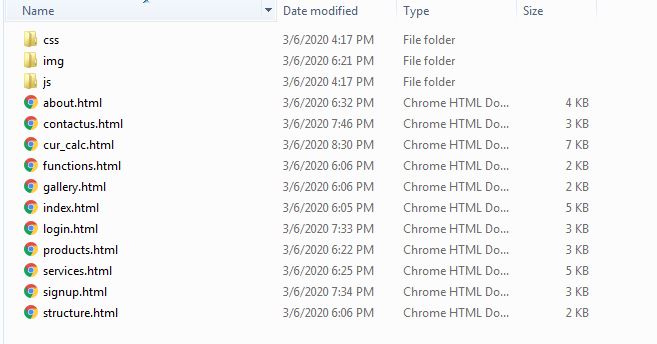 Name Date modified Type Size
css 3/6/2020 4:17 PM File folder
img 3/6/2020 6:21 PM File folder
js 3/6/2020 4:17 PM File folder
about.html 3/6/2020 6:32 PM Chrome HTML Do... 4 KB
contactus.html 3/6/2020 7:46 PM Chrome HTML Do... 3 KB
cur_calc.html 3/6/2020 8:30 PM Chrome HTML Do... 7 KB
functions.html 3/6/2020 6:06 PM Chrome HTML Do... 2 KB
gallery.html 3/6/2020 6:06 PM Chrome HTML Do... 2 KB
index.html 3/6/2020 6:05 PM Chrome HTML Do... 5 KB
login.html 3/6/2020 7:33 PM Chrome HTML Do... 3 KB
products.html 3/6/2020 6:22 PM Chrome HTML Do... 3 KB
services.html 3/6/2020 6:25 PM Chrome HTML Do... 5 KB
signup.html 3/6/2020 7:34 PM Chrome HTML Do... 3 KB
structure.html 3/6/2020 6:06 PM Chrome HTML Do... 2 KB